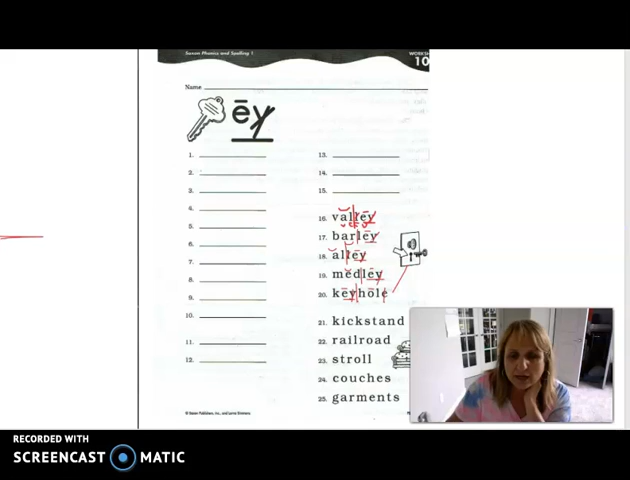 Saxon Phonics and Spelling 1
WORKSH
10
Name
ēy
1.
2.
3.
4.
5.
6.
7.
8.
9.
10.
11.
12.
13.
14.
15.
16. valley
17. barley
18. alley
19. medley
20. keyhole
21. kickstand
22. railroad
23. stroll
24. couches
25. garments
RECORDED WITH
SCREENCAST MATIC